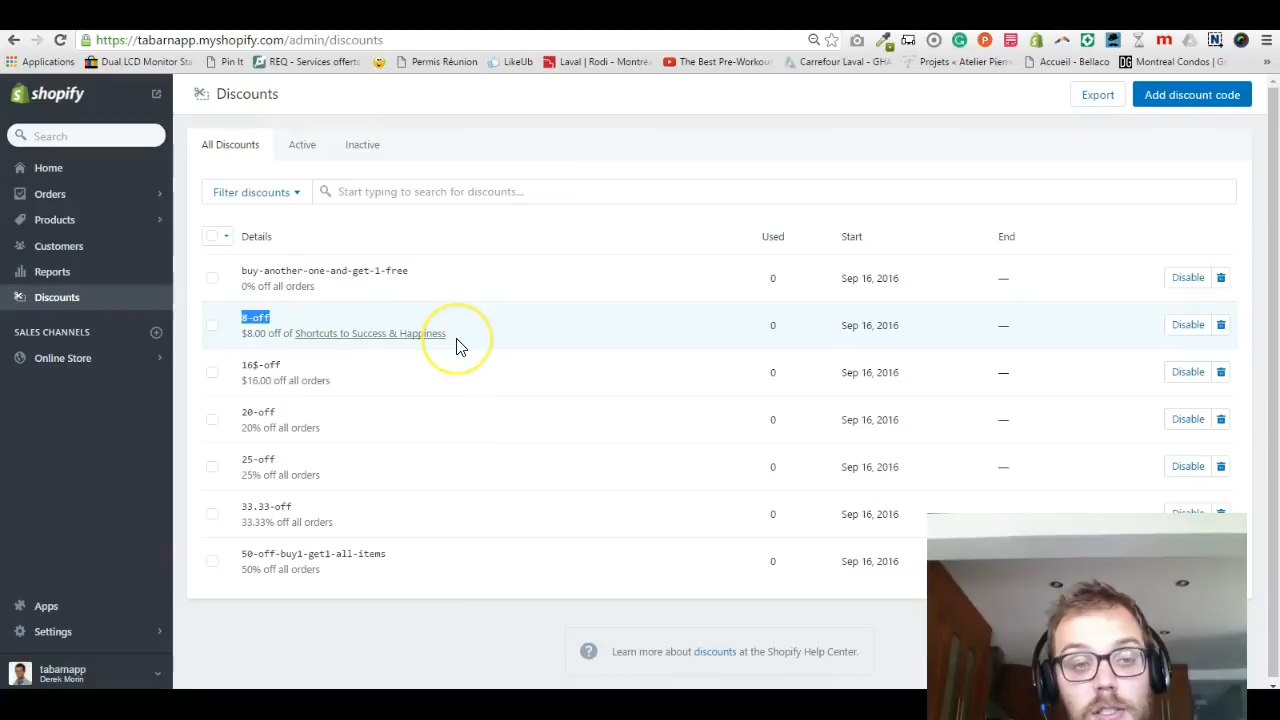 https://tabarnapp.myshopify.com/admin/discounts
Applications
Dual LCD Monitor Sta
Pin It
REQ - Services offerts
Permis Réunion
LikeUb
Laval | Rodi - Montréa
The Best Pre-Workou
Carrefour Laval - GHA
Projets « Atelier Pierr
Accueil - Bellaco
DG Montreal Condos | Gr
shopify
Discounts
Export
Add discount code
Search
All Discounts
Active
Inactive
Home
Orders
Products
Customers
Reports
Discounts
SALES CHANNELS
Online Store
Filter discounts
Start typing to search for discounts...
Details
Used
Start
End
buy-another-one-and-get-1-free
0% off all orders
0
Sep 16, 2016
—
Disable
8-off
$8.00 off of Shortcuts to Success & Happiness
0
Sep 16, 2016
—
Disable
16$-off
$16.00 off all orders
0
Sep 16, 2016
—
Disable
20-off
20% off all orders
0
Sep 16, 2016
—
Disable
25-off
25% off all orders
0
Sep 16, 2016
—
Disable
33.33-off
33.33% off all orders
0
Sep 16, 2016
50-off-buy1-get1-all-items
50% off all orders
0
Sep 16, 2016
Apps
Settings
tabarnapp
Derek Morin
? Learn more about discounts at the Shopify Help Center.